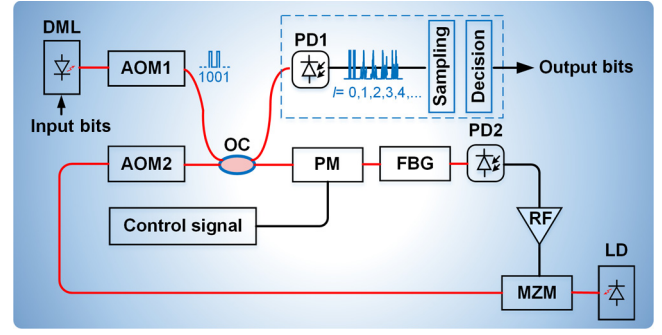 DML
AOM1
1001
Input bits
PD1
l= 0,1,2,3,4,...
Sampling
Decision
Output bits
OC
AOM2
PM
FBG
PD2
Control signal
RF
LD
MZM